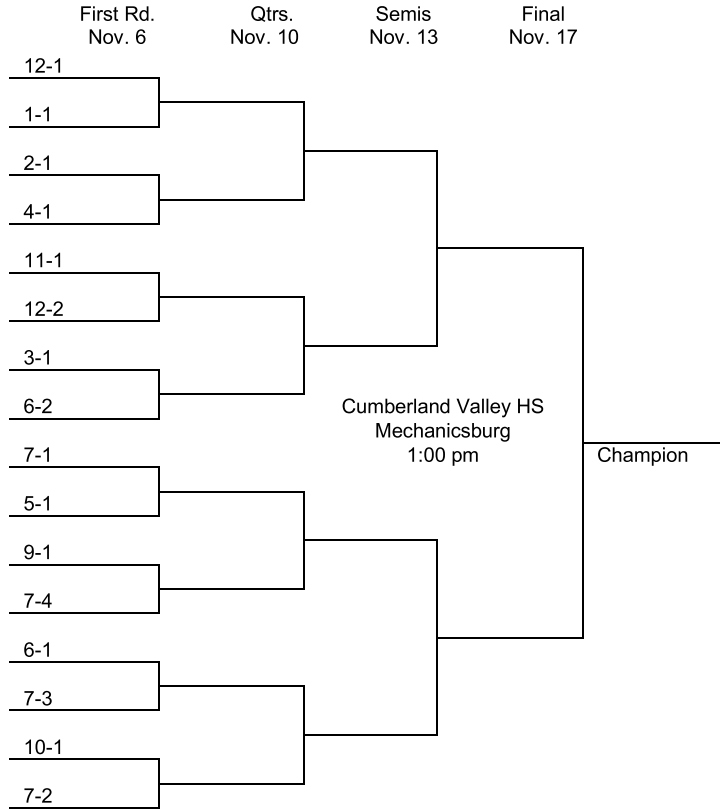 First Rd. Qtrs. Semis Final
Nov. 6 Nov. 10 Nov. 13 Nov. 17
12-1
1-1
2-1
4-1
11-1
12-2
3-1
6-2
Cumberland Valley HS
Mechanicsburg
1:00 pm
7-1
Champion
5-1
9-1
7-4
6-1
7-3
10-1
7-2